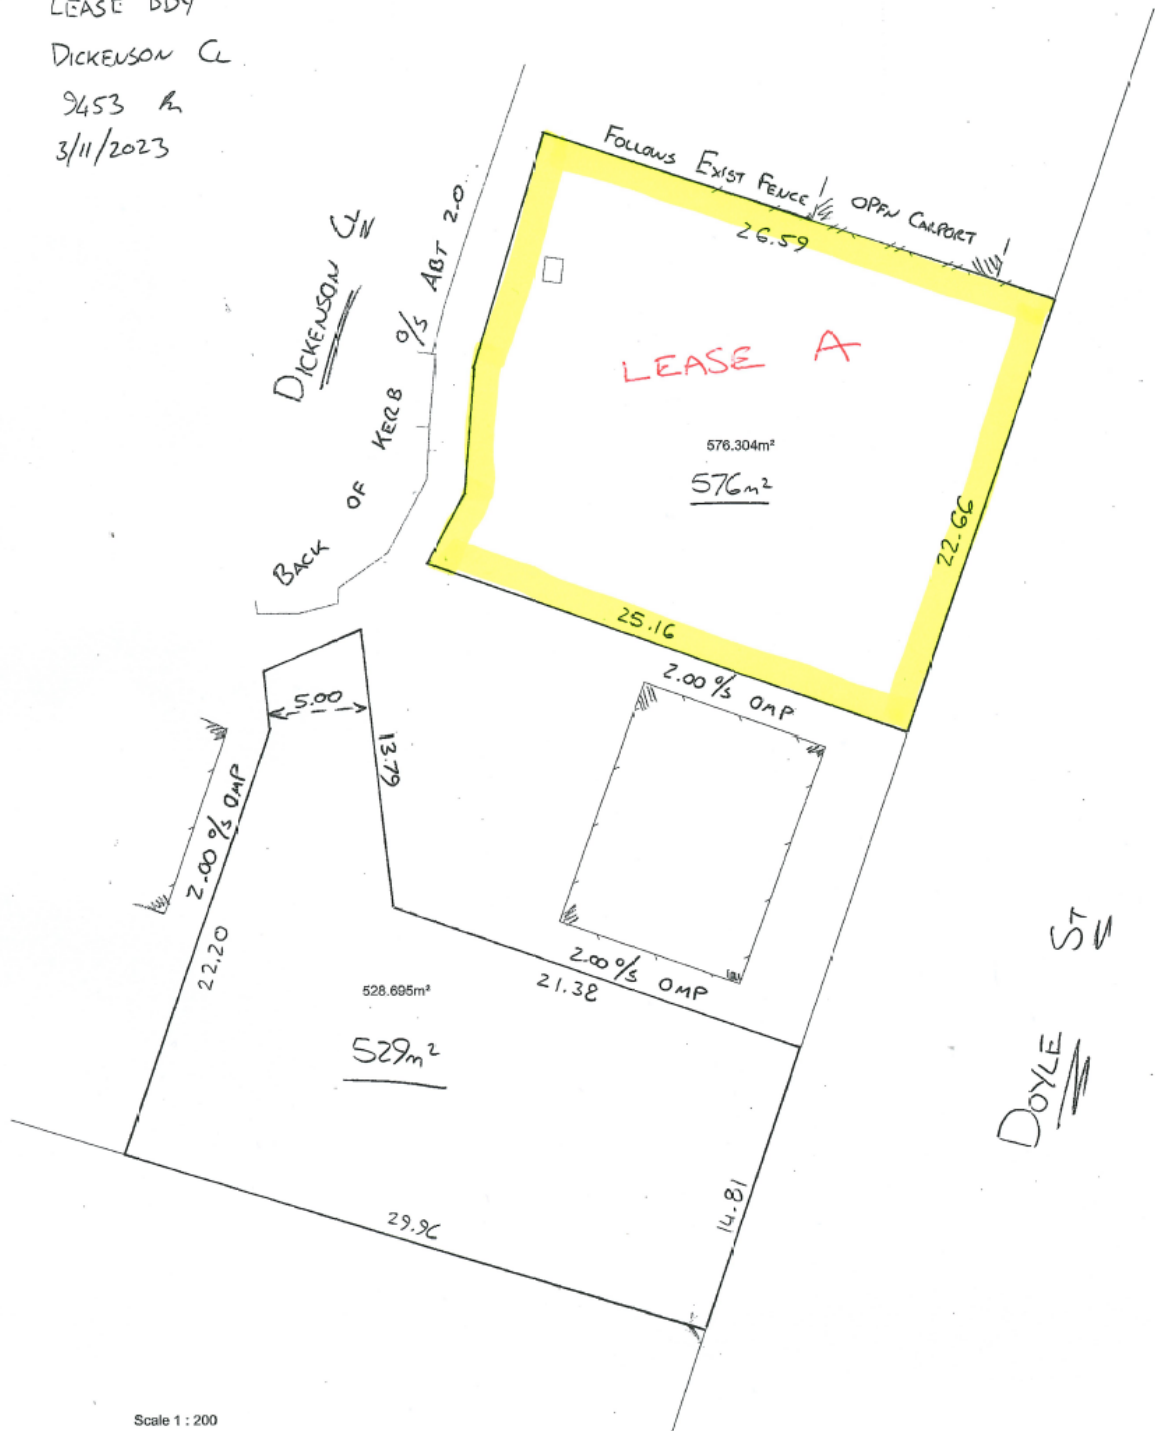 LEASE BDY
DICKENSON CL
9453
3/11/2023
FOLLOWS EXIST FENCE
OPEN CARPORT
26.59
DICKENSON CL
BACK OF KERB O/S ABT 2.0
LEASE A
576.304m²
576m²
22.66
25.16
2.00 O/S OMP
5.00
13.79
2.00 O/S OMP
22.20
2.00 O/S OMP
21.38
528.695m²
529m²
DOYLE ST
14.81
29.96
Scale 1 : 200